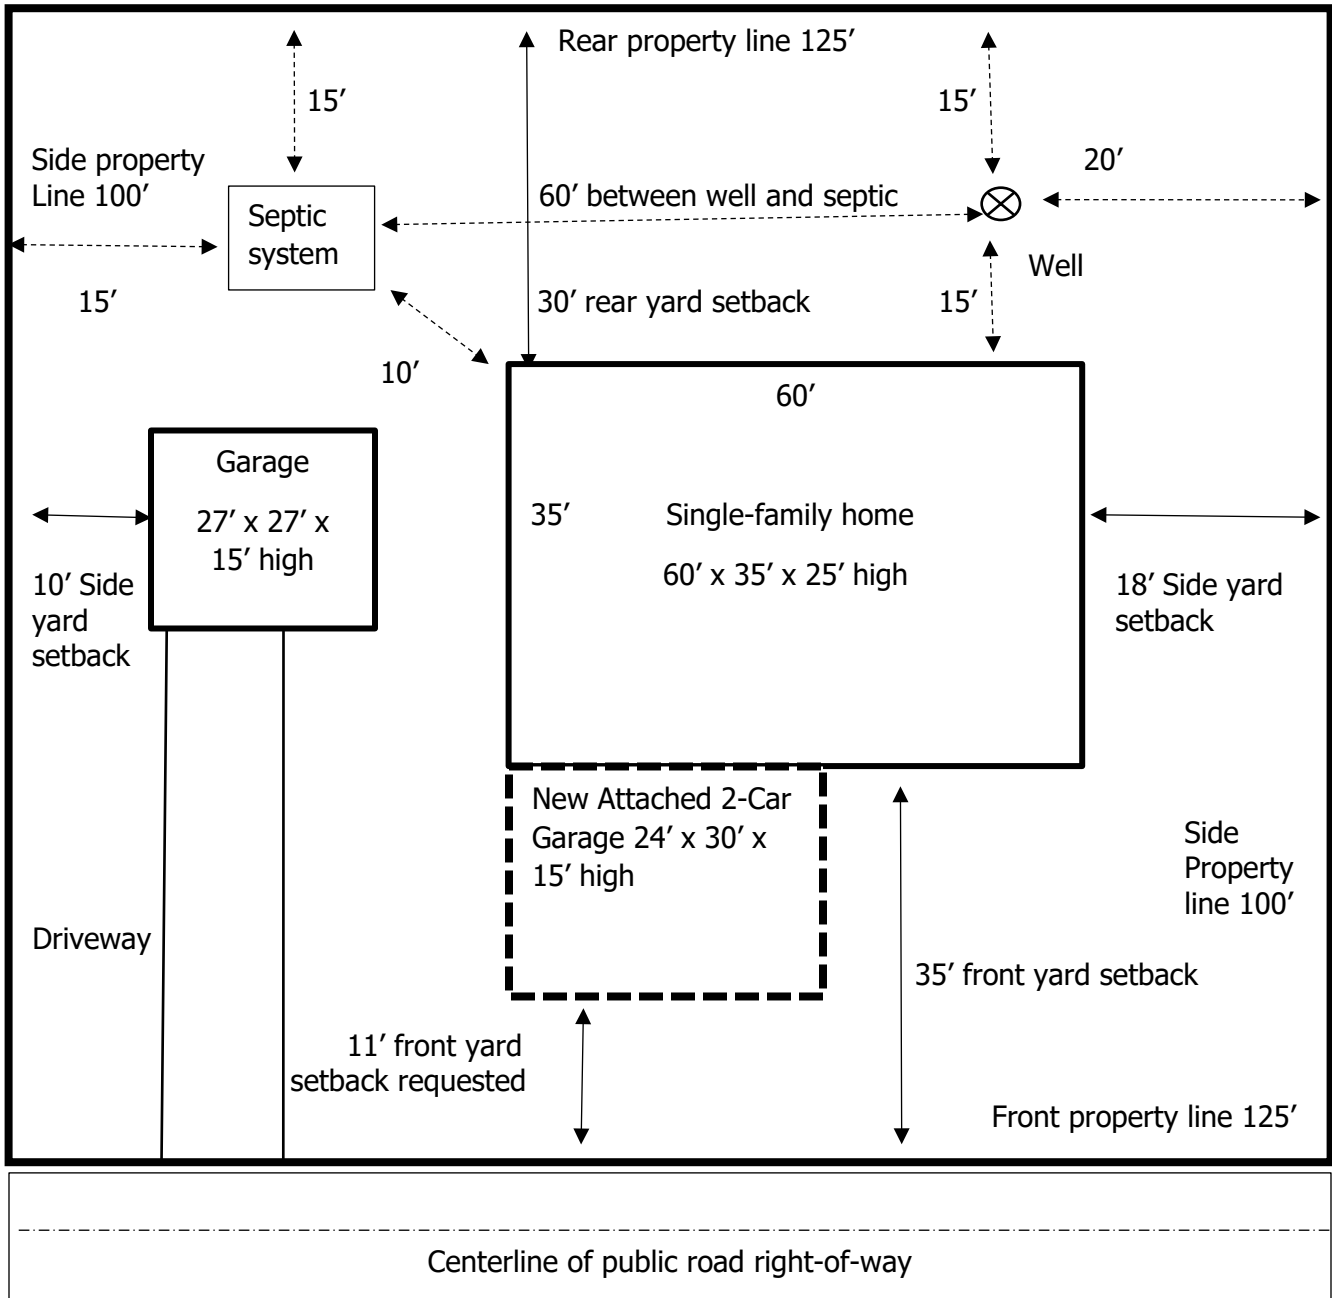 Rear property line 125’
15’
15’
Side property
Line 100’
20’
60’ between well and septic
Septic
system
Well
15’
30’ rear yard setback
15’
10’
60’
Garage
27’ x 27’ x
15’ high
35’
Single-family home
60’ x 35’ x 25’ high
10’ Side
yard
setback
18’ Side yard
setback
New Attached 2-Car
Garage 24’ x 30’ x
15’ high
Side
Property
line 100’
Driveway
35’ front yard setback
11’ front yard
setback requested
Front property line 125’
Centerline of public road right-of-way